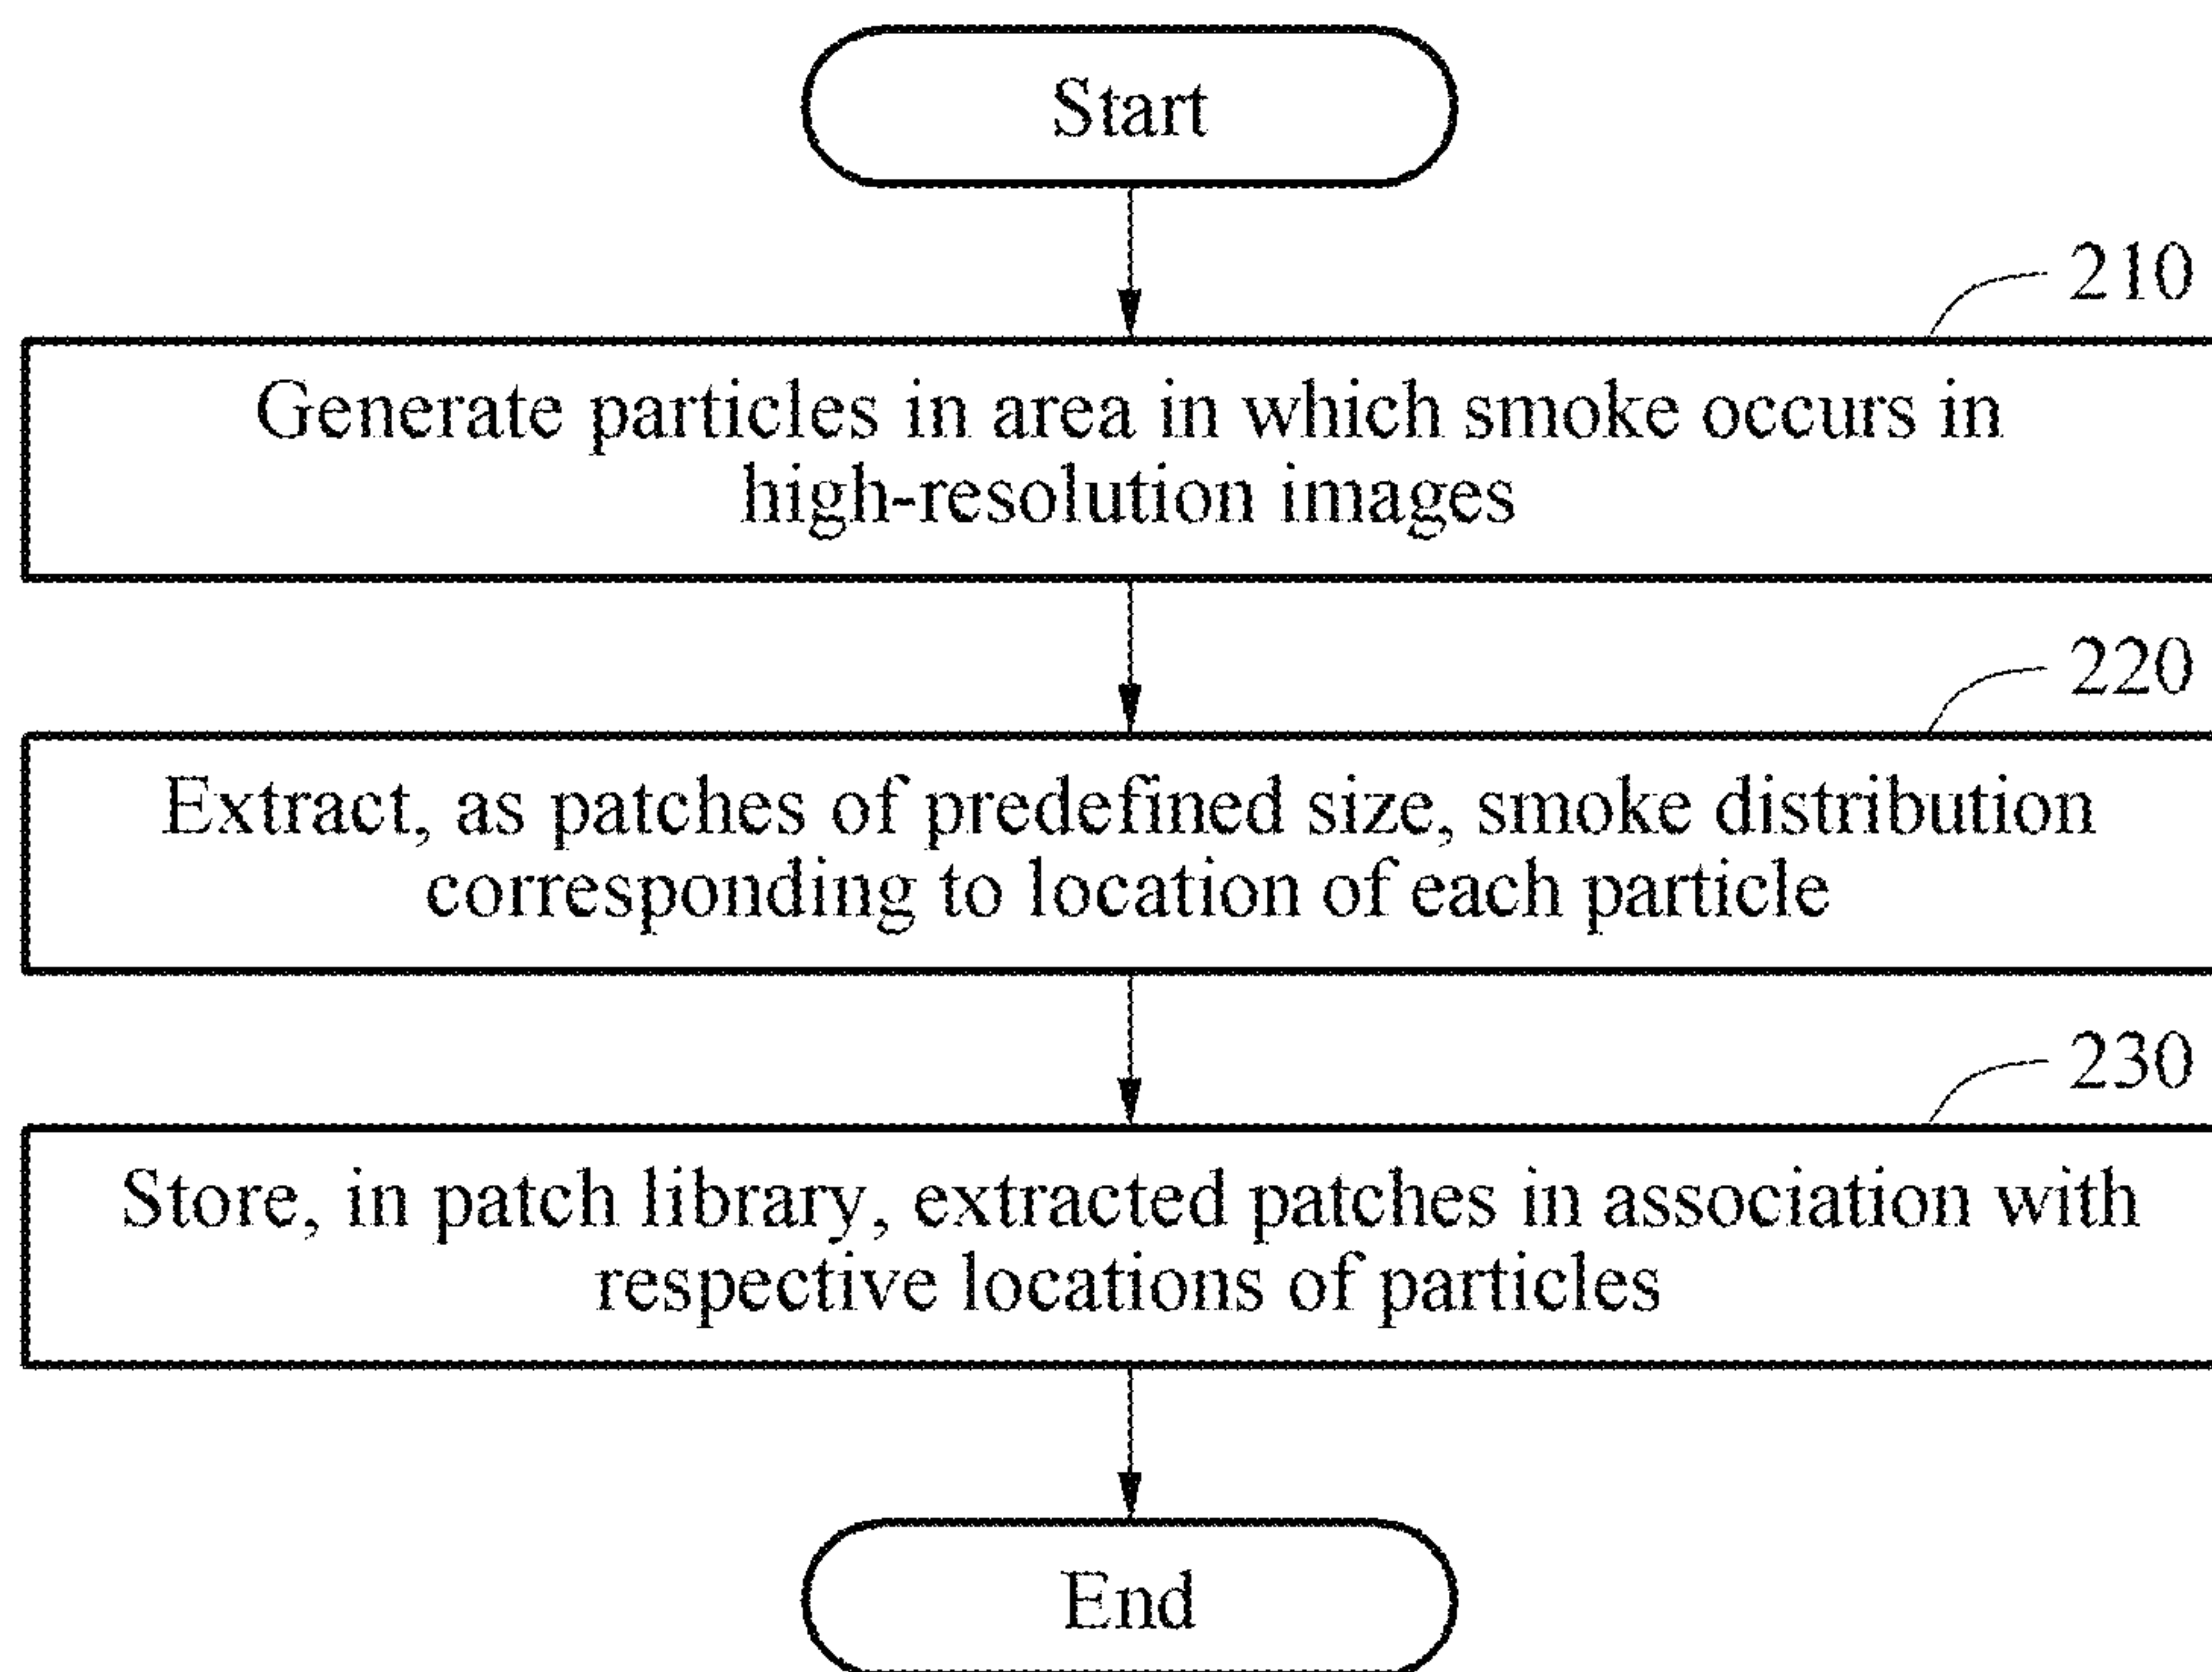 Start
210
Generate particles in area in which smoke occurs in
high-resolution images
220
Extract, as patches of predefined size, smoke distribution
corresponding to location of each particle
230
Store, in patch library, extracted patches in association with
respective locations of particles
End